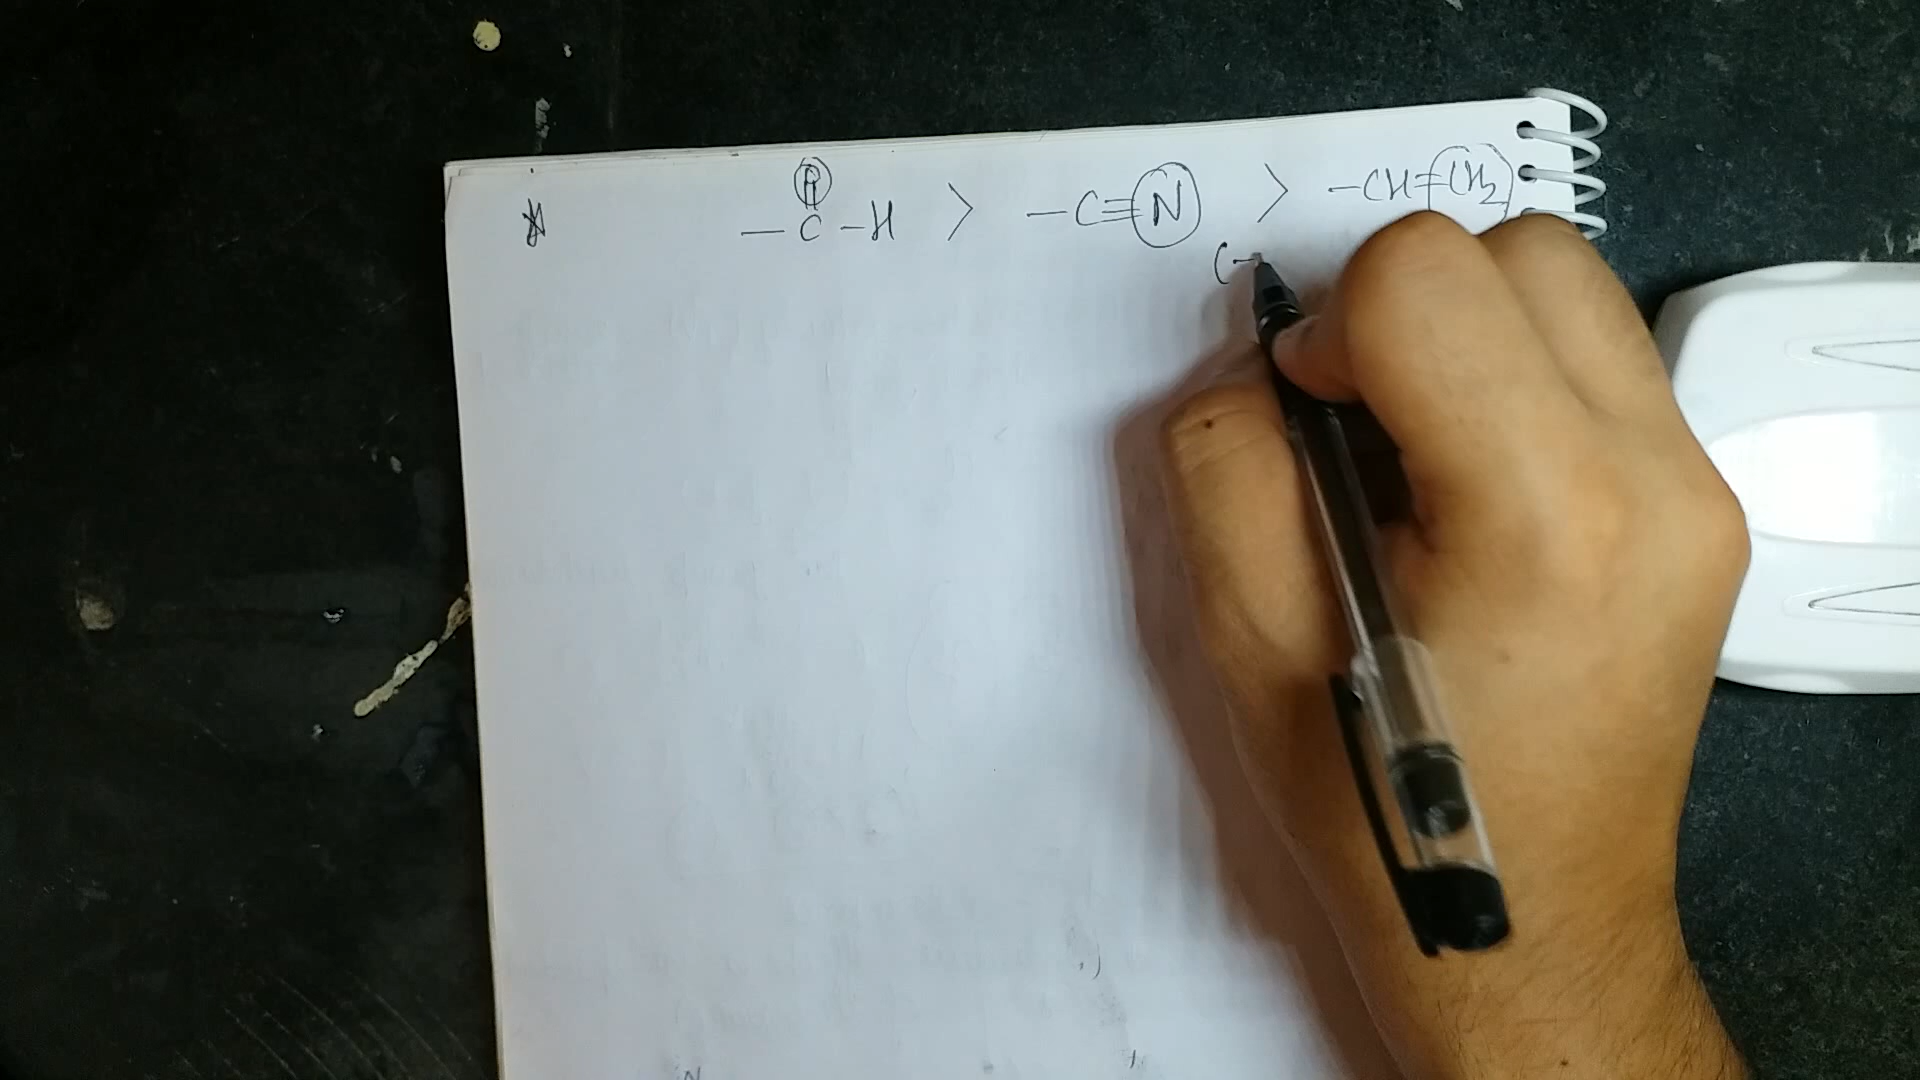 * O
-C-H > -C≡N > -CH=CH2
(-